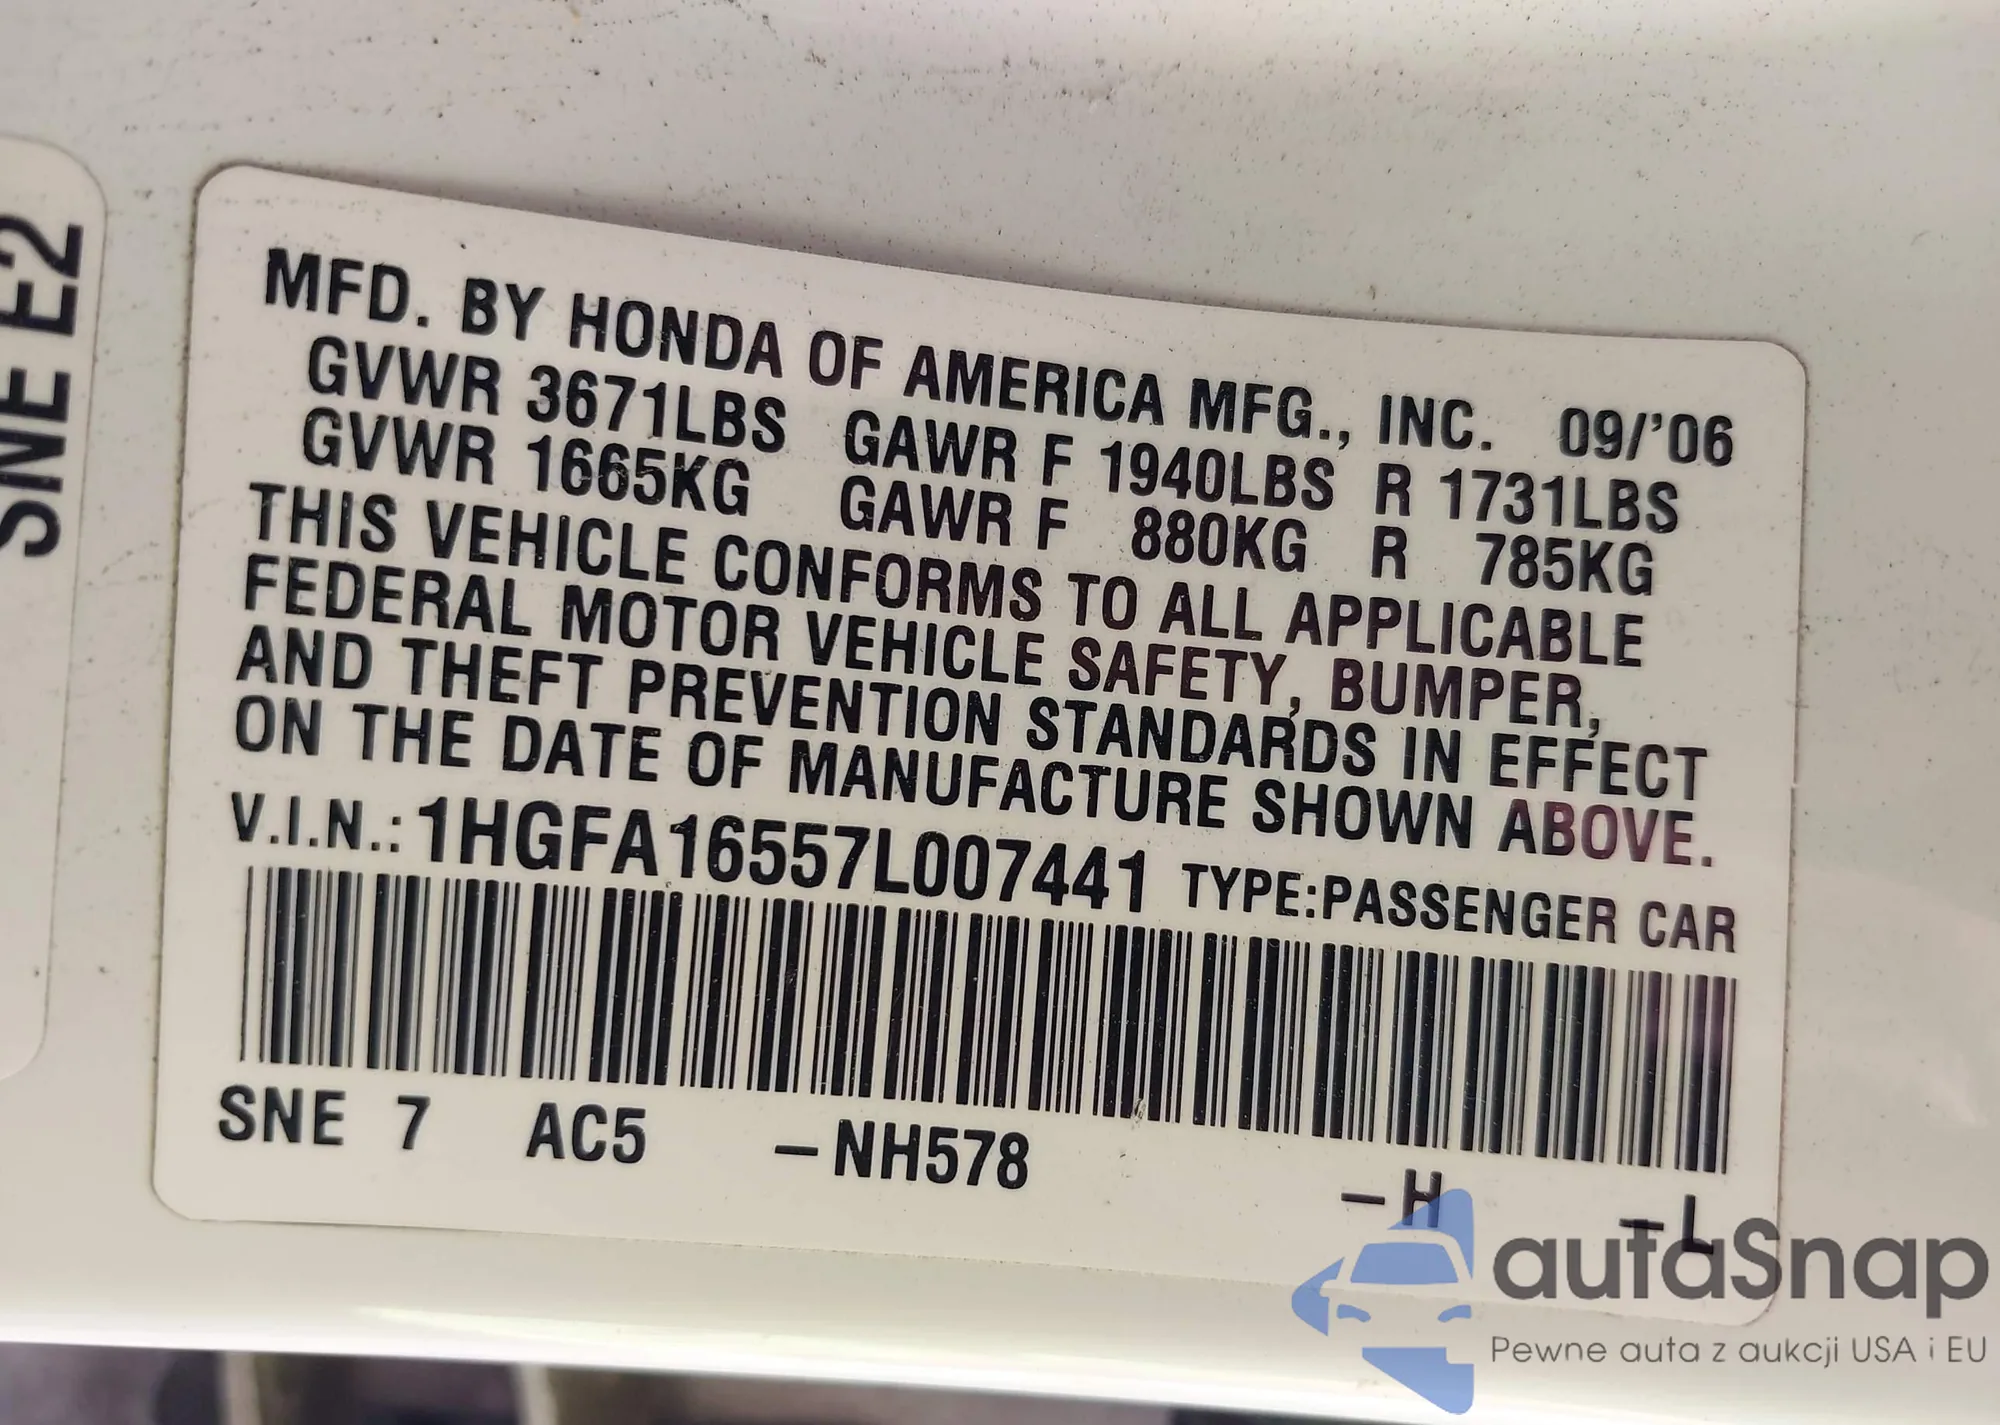 SNE E2
MFD. BY HONDA OF AMERICA MFG., INC. 09/'06
GVWR 3671LBS GAWR F 1940LBS R 1731LBS
GVWR 1665KG GAWR F 880KG R 785KG
THIS VEHICLE CONFORMS TO ALL APPLICABLE
FEDERAL MOTOR VEHICLE SAFETY, BUMPER,
AND THEFT PREVENTION STANDARDS IN EFFECT
ON THE DATE OF MANUFACTURE SHOWN ABOVE.
V.I.N.: 1HGFA16557L007441 TYPE:PASSENGER CAR
SNE 7 AC5 –NH578 –H –L
autaSnap
Pewne auta z aukcji USA i EU